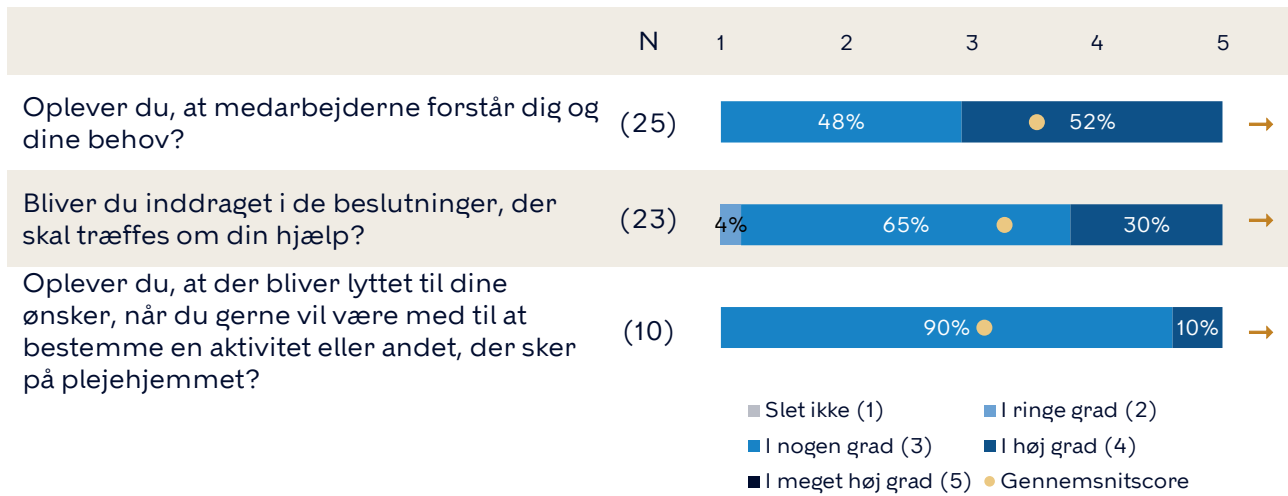 N 1 2 3 4 5
Oplever du, at medarbejderne forstår dig og
dine behov?
(25)
48% 52%
Bliver du inddraget i de beslutninger, der
skal træffes om din hjælp?
(23)
4% 65% 30%
Oplever du, at der bliver lyttet til dine
ønsker, når du gerne vil være med til at
bestemme en aktivitet eller andet, der sker
på plejehjemmet?
(10)
90% 10%
Slet ikke (1) I ringe grad (2)
I nogen grad (3) I høj grad (4)
I meget høj grad (5) Gennemsnitscore